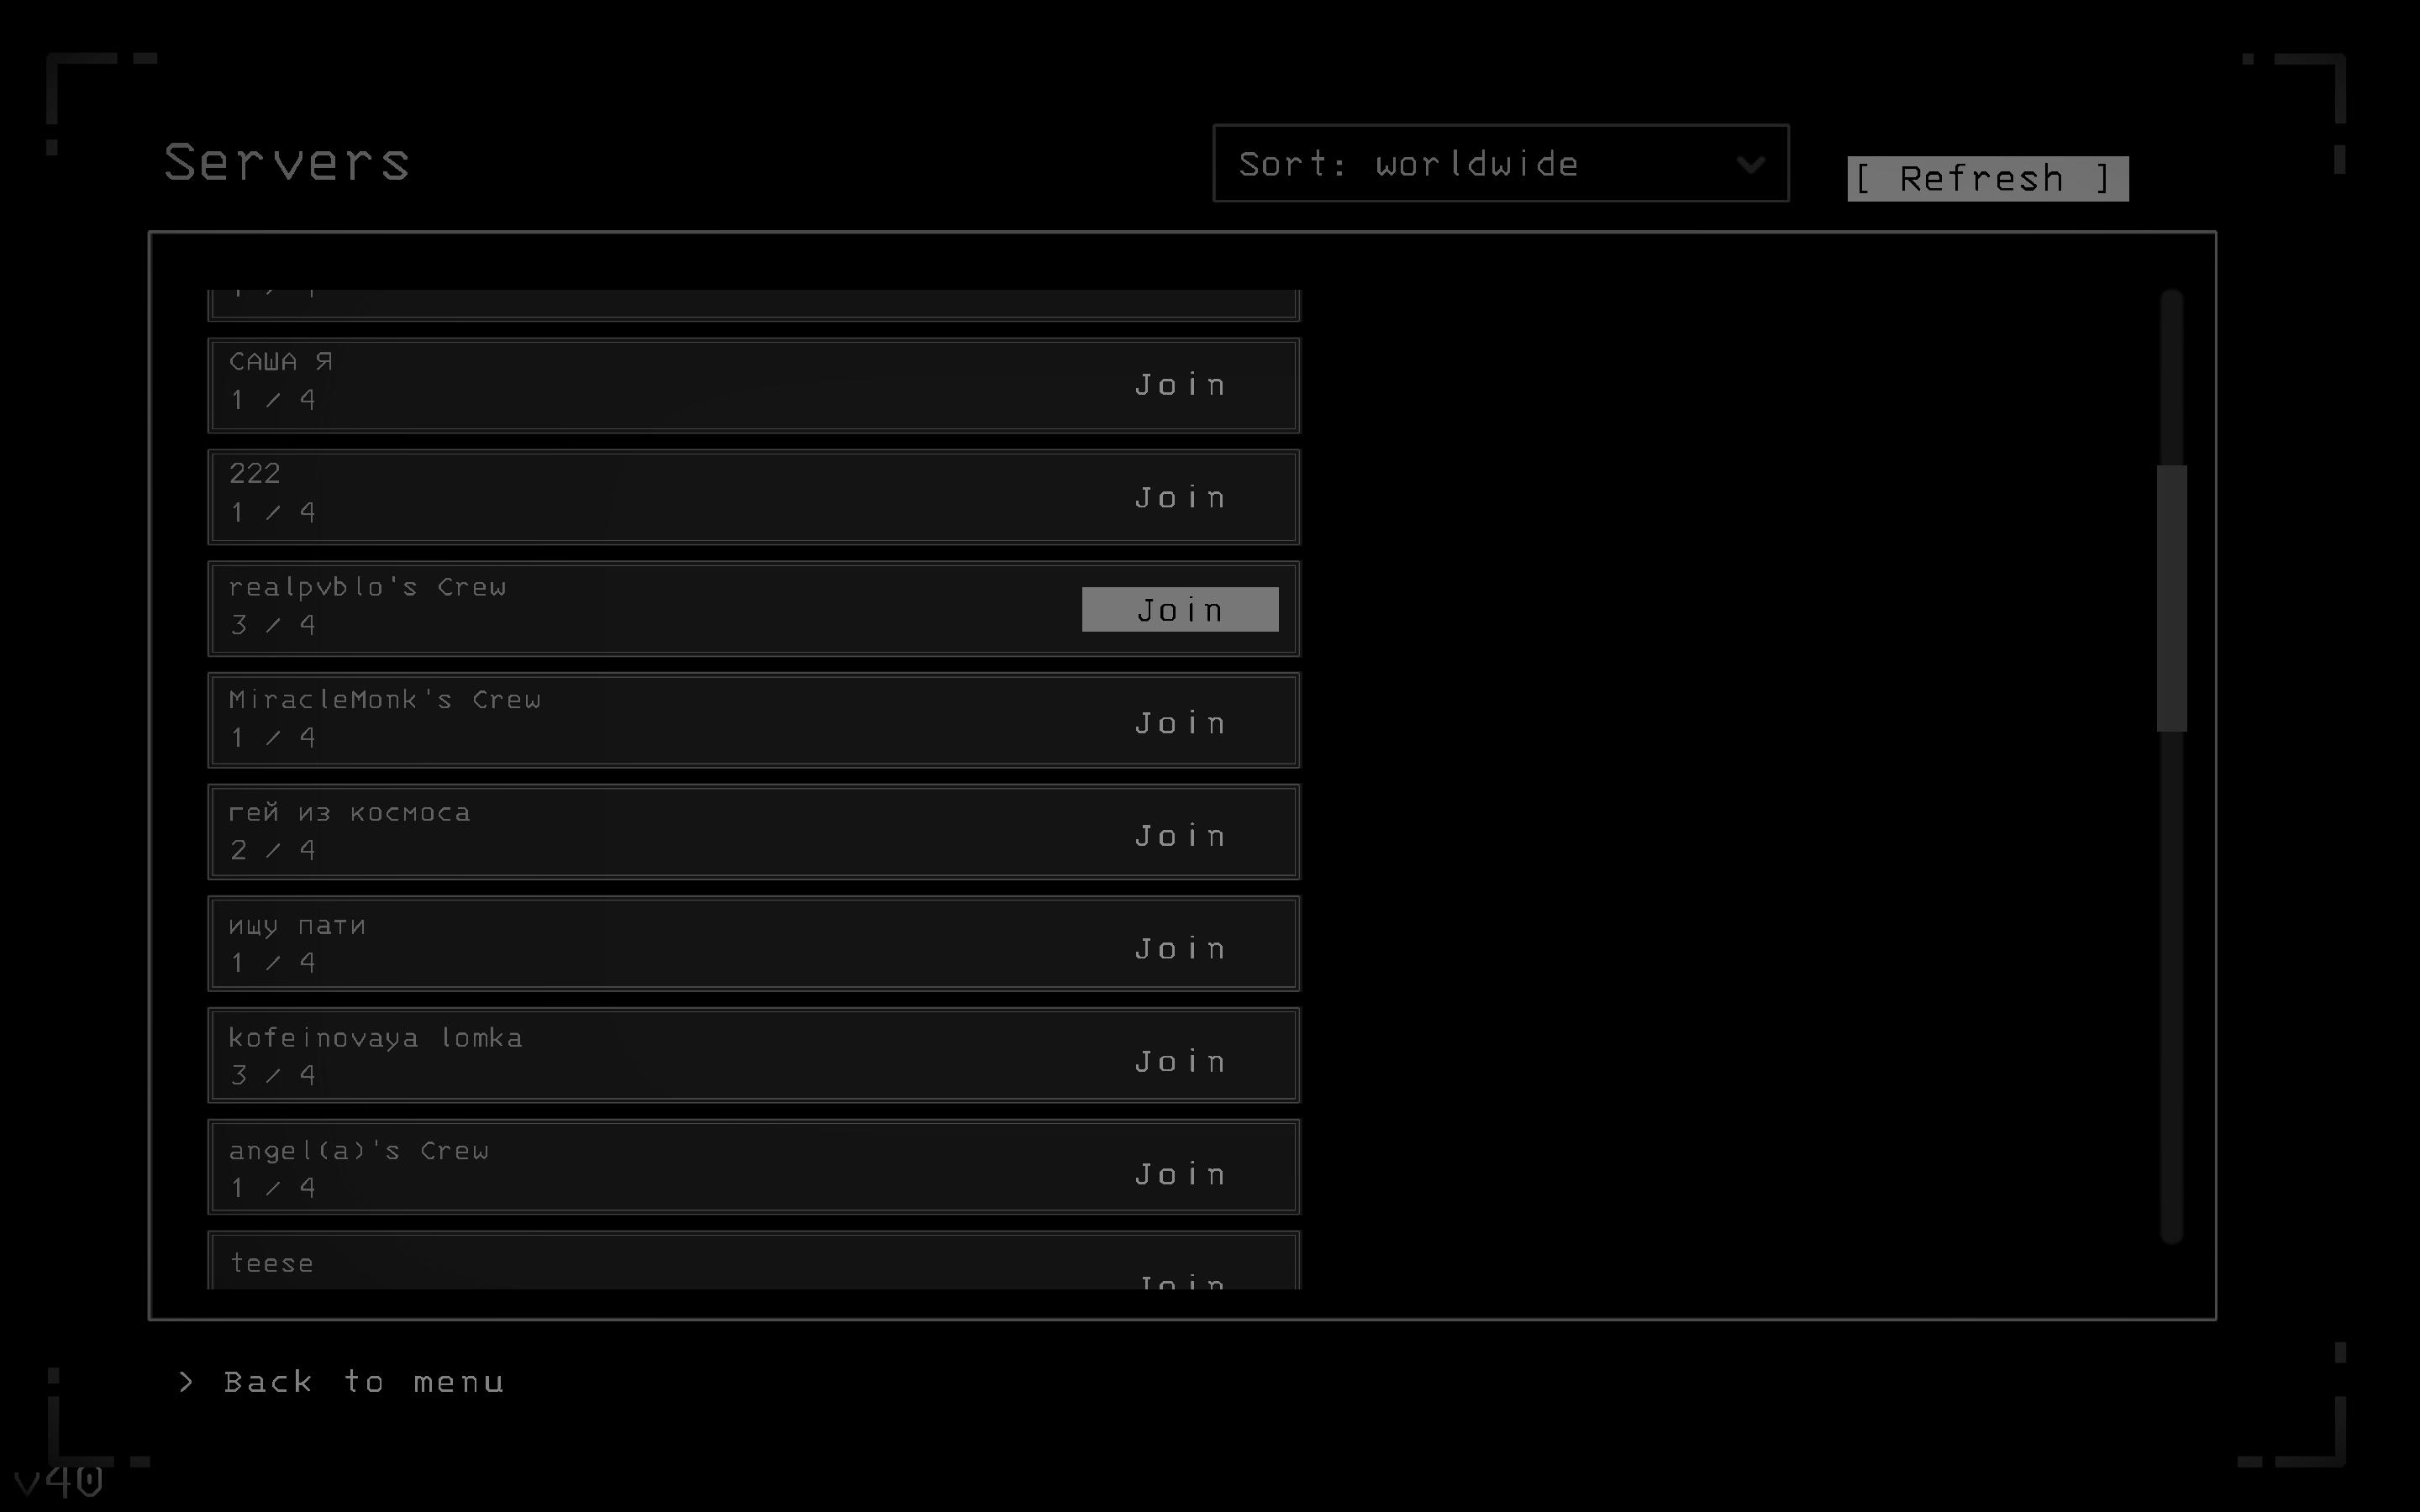 Servers
Sort: worldwide
[ Refresh ]
САША Я
1 / 4
Join
222
1 / 4
Join
realpvblo's Crew
3 / 4
Join
MiracleMonk's Crew
1 / 4
Join
гей из космоса
2 / 4
Join
ищу пати
1 / 4
Join
kofeinovaya lomka
3 / 4
Join
angel(a)'s Crew
1 / 4
Join
teese
Join
> Back to menu
v40